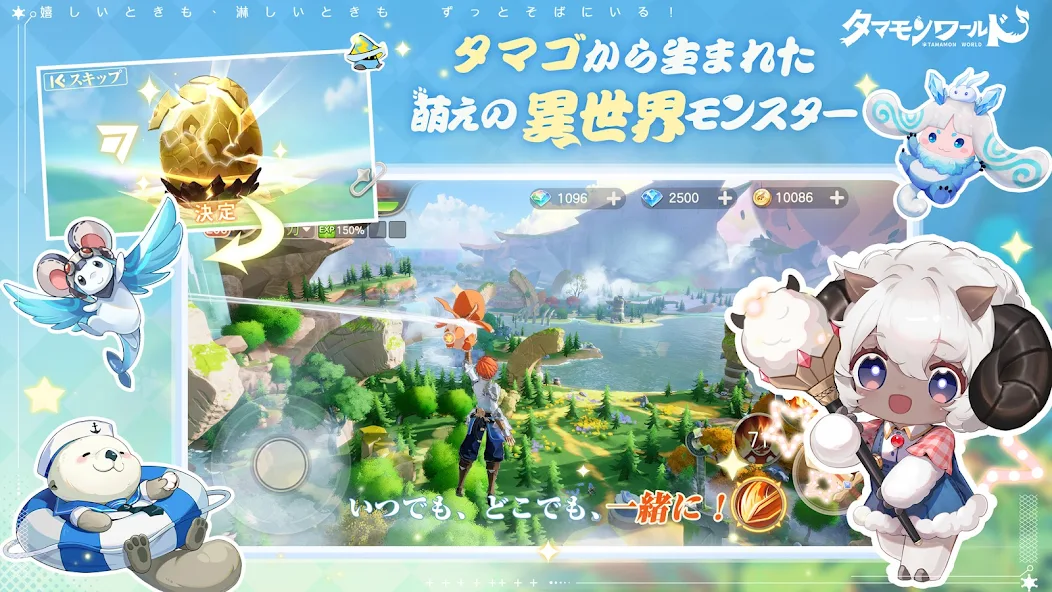 嬉しいときも、淋しいときも ずっとそばにいる!
タマモンワールド
※TAMAMON WORLD
タマゴから生まれた
萌えの異世界モンスター
スキップ
決定
1096
2500
10086
EXP 150%
いつでも、どこでも、一緒に!